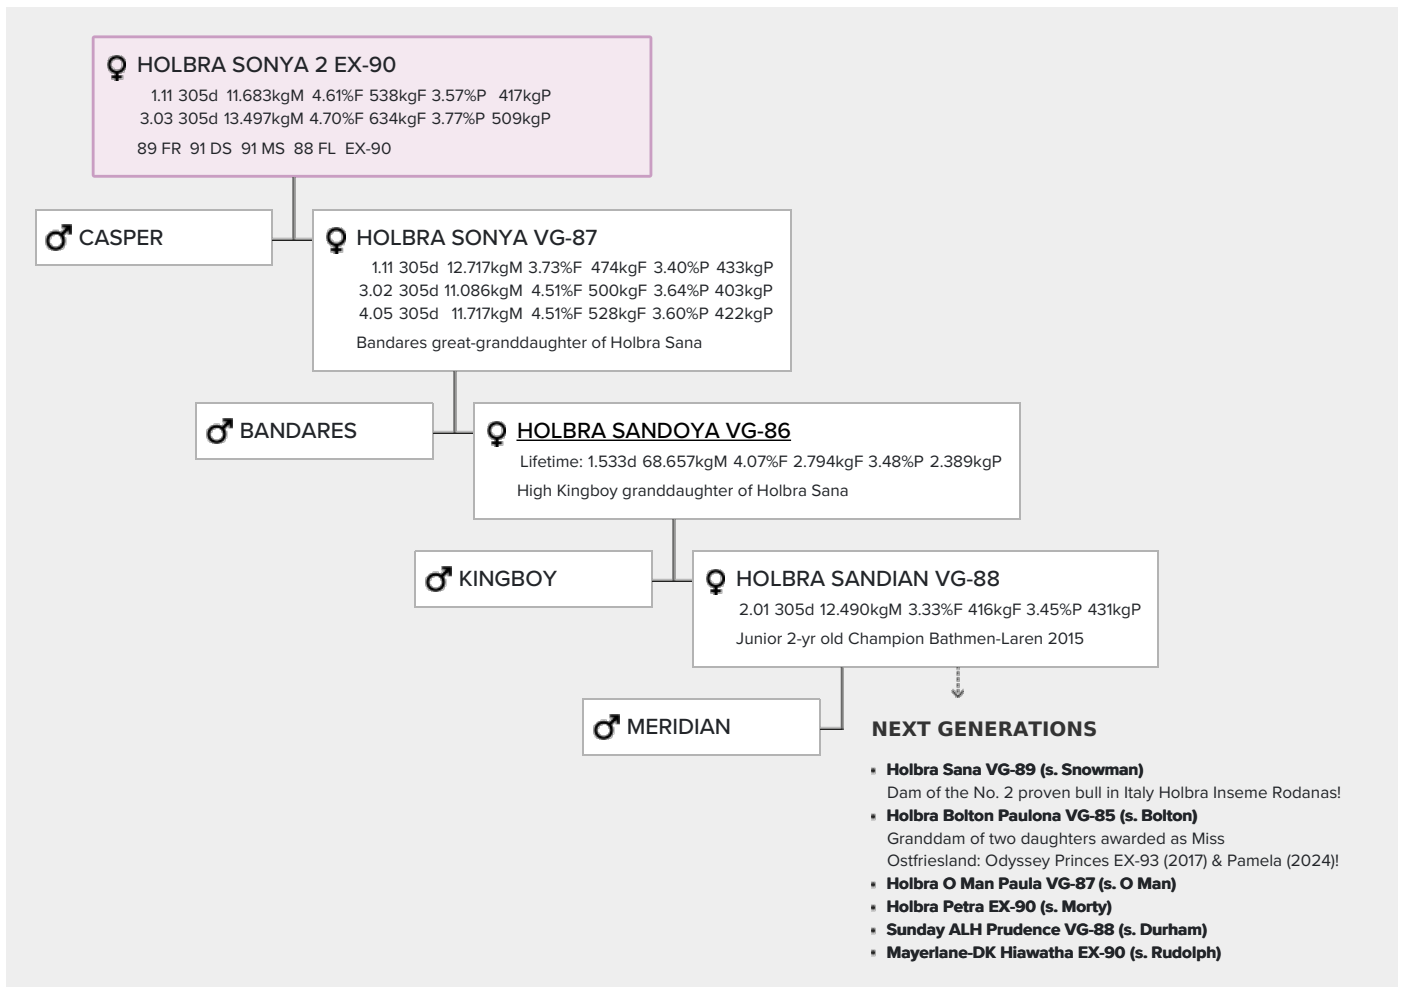 HOLBRA SONYA 2 EX-90
1.11 305d 11.683kgM 4.61%F 538kgF 3.57%P 417kgP
3.03 305d 13.497kgM 4.70%F 634kgF 3.77%P 509kgP
89 FR 91 DS 91 MS 88 FL EX-90
CASPER
HOLBRA SONYA VG-87
1.11 305d 12.717kgM 3.73%F 474kgF 3.40%P 433kgP
3.02 305d 11.086kgM 4.51%F 500kgF 3.64%P 403kgP
4.05 305d 11.717kgM 4.51%F 528kgF 3.60%P 422kgP
Bandares great-granddaughter of Holbra Sana
BANDARES
HOLBRA SANDOYA VG-86
Lifetime: 1.533d 68.657kgM 4.07%F 2.794kgF 3.48%P 2.389kgP
High Kingboy granddaughter of Holbra Sana
KINGBOY
HOLBRA SANDIAN VG-88
2.01 305d 12.490kgM 3.33%F 416kgF 3.45%P 431kgP
Junior 2-yr old Champion Bathmen-Laren 2015
MERIDIAN
NEXT GENERATIONS
Holbra Sana VG-89 (s. Snowman)
Dam of the No. 2 proven bull in Italy Holbra Inseme Rodanas!
Holbra Bolton Paulona VG-85 (s. Bolton)
Granddam of two daughters awarded as Miss
Ostfriesland: Odyssey Princes EX-93 (2017) & Pamela (2024)!
Holbra O Man Paula VG-87 (s. O Man)
Holbra Petra EX-90 (s. Morty)
Sunday ALH Prudence VG-88 (s. Durham)
Mayerlane-DK Hiawatha EX-90 (s. Rudolph)